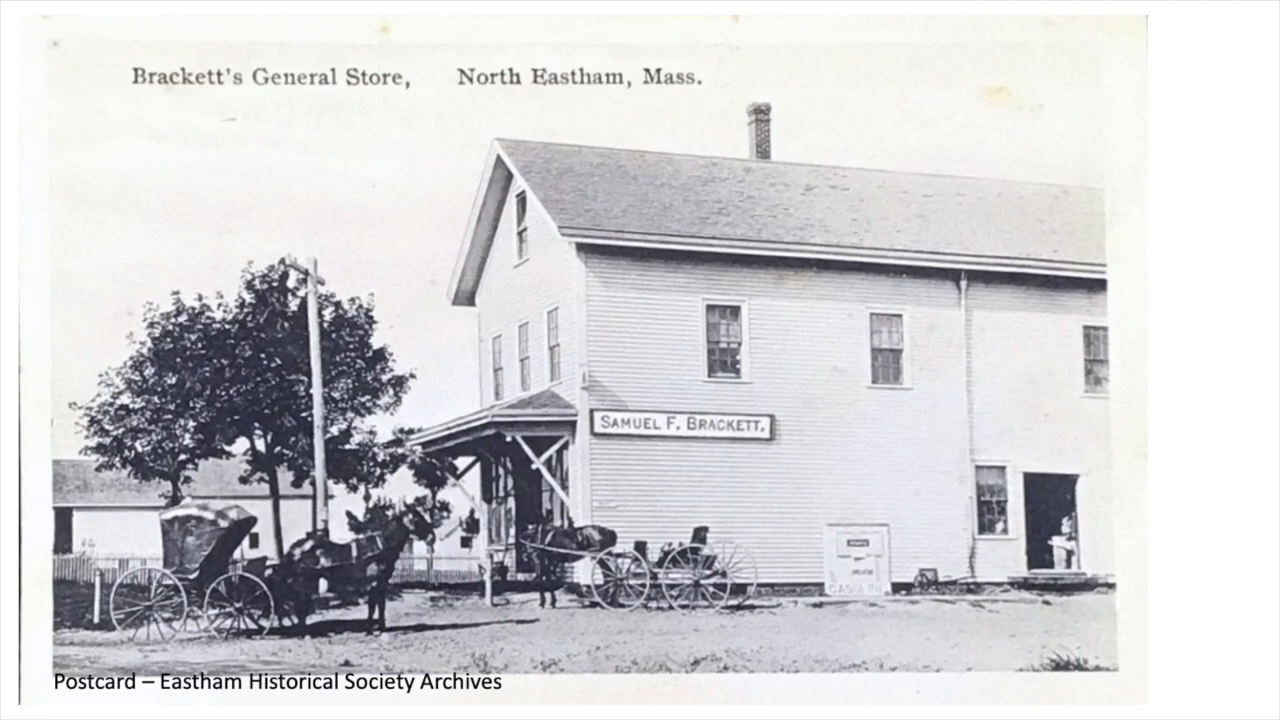 Brackett's General Store, North Eastham, Mass.
SAMUEL F. BRACKETT.
Postcard – Eastham Historical Society Archives